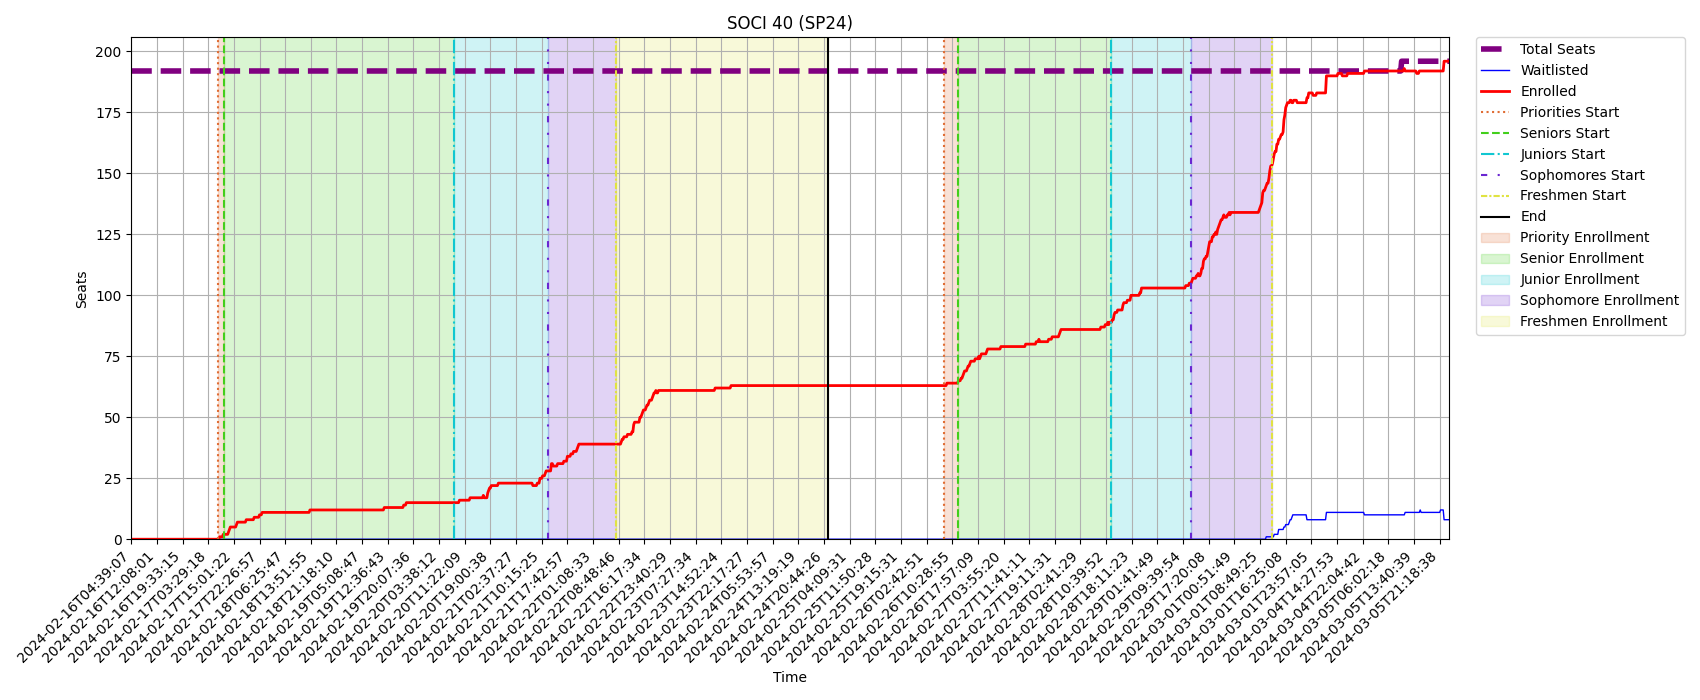 SOCI 40 (SP24)
Seats
200
175
150
125
100
75
50
25
0
2024-02-16T04:39:07
2024-02-16T12:08:01
2024-02-16T19:33:15
2024-02-17T03:29:18
2024-02-17T15:01:22
2024-02-17T22:26:57
2024-02-18T06:25:47
2024-02-18T13:51:55
2024-02-18T21:18:10
2024-02-19T05:08:47
2024-02-19T12:36:43
2024-02-19T20:07:36
2024-02-20T03:38:12
2024-02-20T11:22:09
2024-02-20T19:00:38
2024-02-21T02:37:27
2024-02-21T10:15:25
2024-02-21T17:42:57
2024-02-22T01:08:33
2024-02-22T08:48:46
2024-02-22T16:17:34
2024-02-22T23:40:29
2024-02-23T07:27:34
2024-02-23T14:52:24
2024-02-23T22:17:27
2024-02-24T05:53:57
2024-02-24T13:19:19
2024-02-24T20:44:26
2024-02-25T04:09:31
2024-02-25T11:50:28
2024-02-25T19:15:31
2024-02-26T02:42:51
2024-02-26T10:28:55
2024-02-26T17:57:09
2024-02-27T03:55:20
2024-02-27T11:41:11
2024-02-27T19:11:31
2024-02-28T02:41:29
2024-02-28T10:39:52
2024-02-28T18:11:23
2024-02-29T01:41:49
2024-02-29T09:39:54
2024-02-29T17:20:08
2024-03-01T00:51:49
2024-03-01T08:49:25
2024-03-01T16:25:08
2024-03-01T23:57:05
2024-03-04T14:27:53
2024-03-04T22:04:42
2024-03-05T06:02:18
2024-03-05T13:40:39
2024-03-05T21:18:38
Time
Total Seats
Waitlisted
Enrolled
Priorities Start
Seniors Start
Juniors Start
Sophomores Start
Freshmen Start
End
Priority Enrollment
Senior Enrollment
Junior Enrollment
Sophomore Enrollment
Freshmen Enrollment